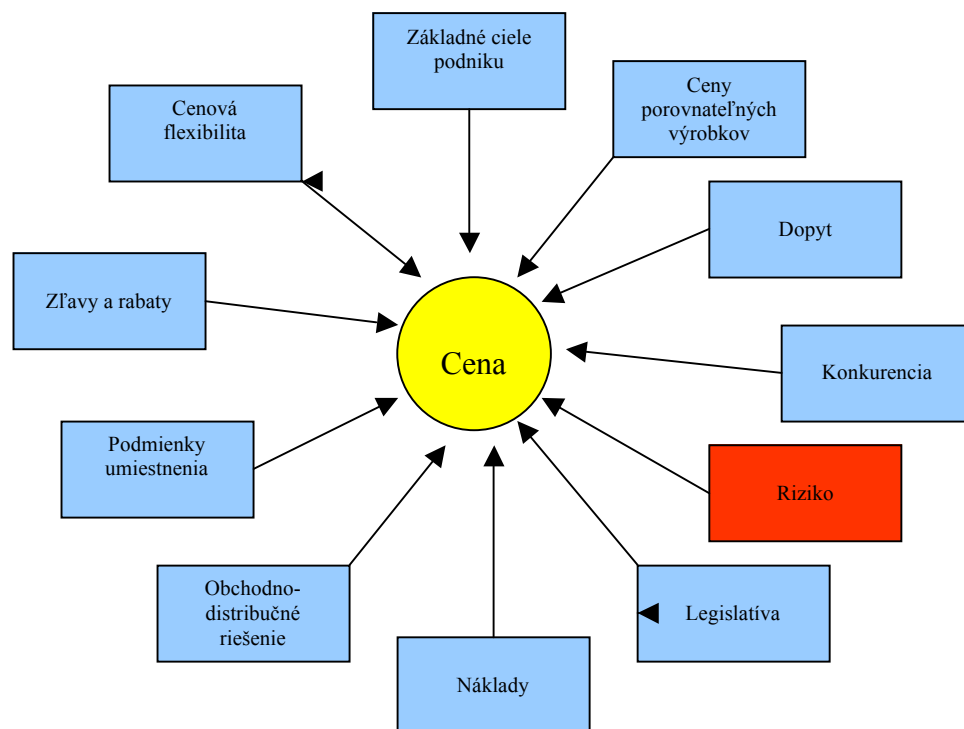 Základné ciele
podniku
Ceny
porovnateľných
výrobkov
Cenová
flexibilita
Dopyt
Zľavy a rabaty
Cena
Konkurencia
Podmienky
umiestnenia
Riziko
Obchodno-
distribučné
riešenie
Legislatíva
Náklady